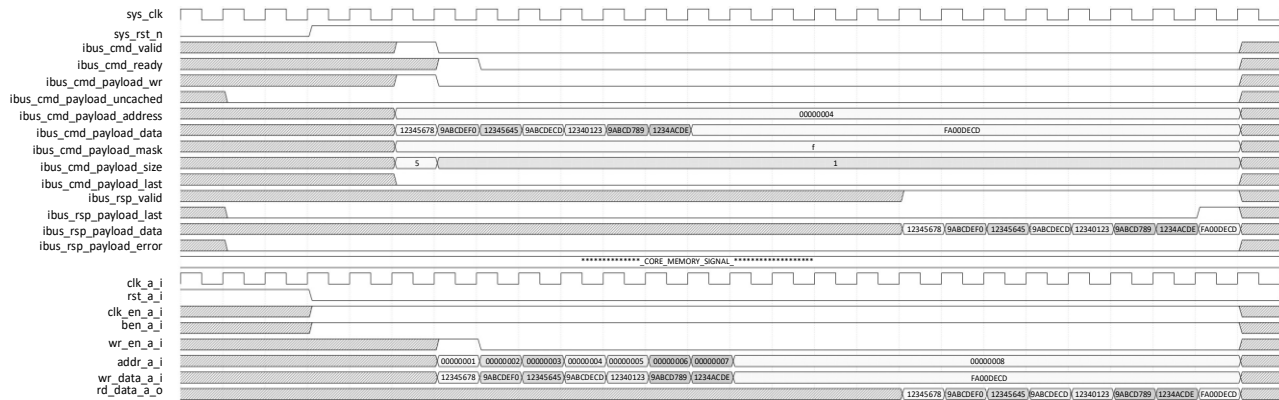 sys_clk
sys_rst_n
ibus_cmd_valid
ibus_cmd_ready
ibus_cmd_payload_wr
ibus_cmd_payload_uncached
ibus_cmd_payload_address 00000004
ibus_cmd_payload_data 12345678 9ABCDEF0 12345645 9ABCDECD 12340123 9ABCD789 1234ACDE FA00DECD
ibus_cmd_payload_mask f
ibus_cmd_payload_size 5 1
ibus_cmd_payload_last
ibus_rsp_valid
ibus_rsp_payload_last
ibus_rsp_payload_data 12345678 9ABCDEF0 12345645 9ABCDECD 12340123 9ABCD789 1234ACDE FA00DECD
ibus_rsp_payload_error
**************_CORE_MEMORY_SIGNAL_******************
clk_a_i
rst_a_i
clk_en_a_i
ben_a_i
wr_en_a_i
addr_a_i 00000001 00000002 00000003 00000004 00000005 00000006 00000007 00000008
wr_data_a_i 12345678 9ABCDEF0 12345645 9ABCDECD 12340123 9ABCD789 1234ACDE FA00DECD
rd_data_a_o 12345678 9ABCDEF0 12345645 9ABCDECD 12340123 9ABCD789 1234ACDE FA00DECD